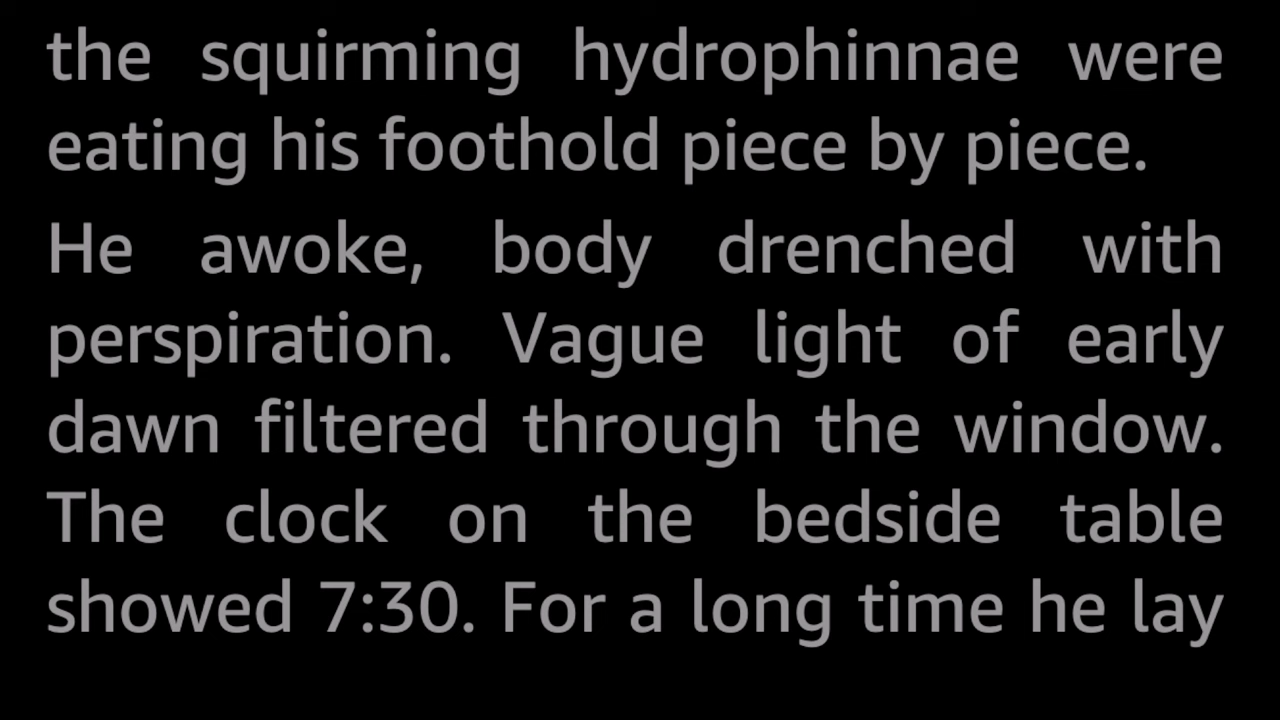 the squirming hydrophinnae were
eating his foothold piece by piece.
He awoke, body drenched with
perspiration. Vague light of early
dawn filtered through the window.
The clock on the bedside table
showed 7:30. For a long time he lay